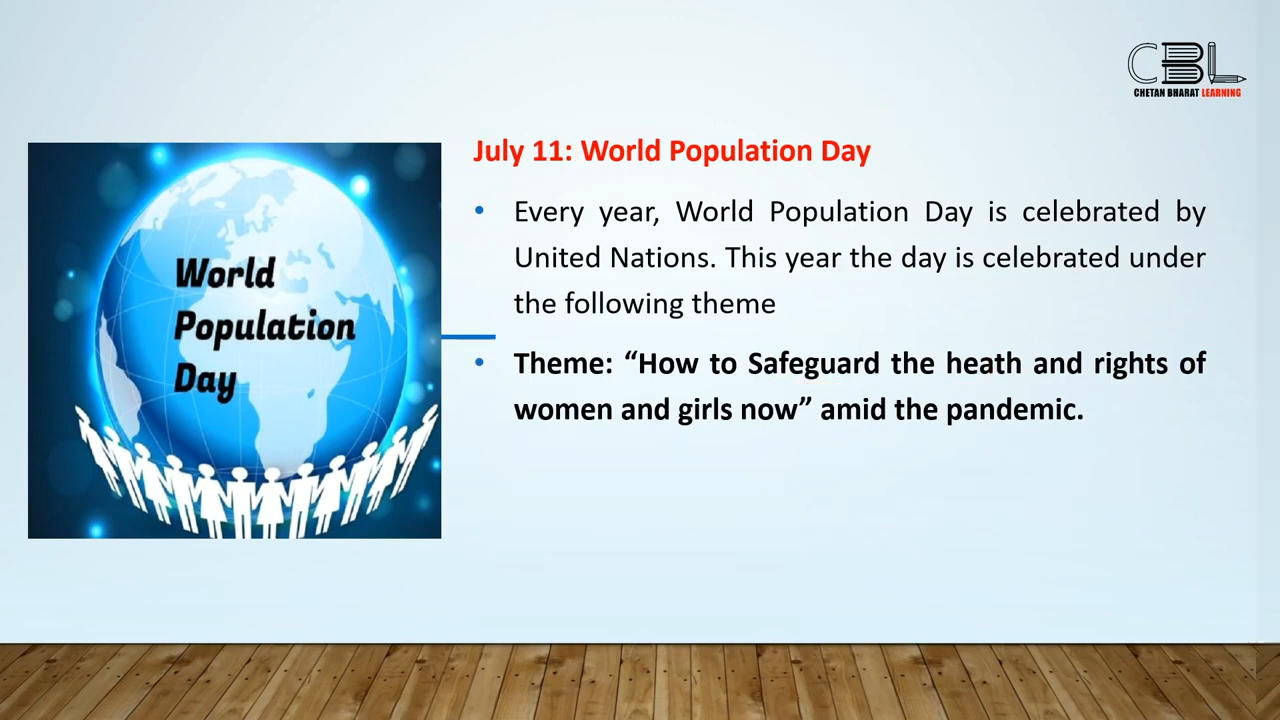 CBL
CHETAN BHARAT LEARNING
July 11: World Population Day
• Every year, World Population Day is celebrated by
United Nations. This year the day is celebrated under
the following theme
• Theme: “How to Safeguard the heath and rights of
women and girls now” amid the pandemic.
World
Population
Day